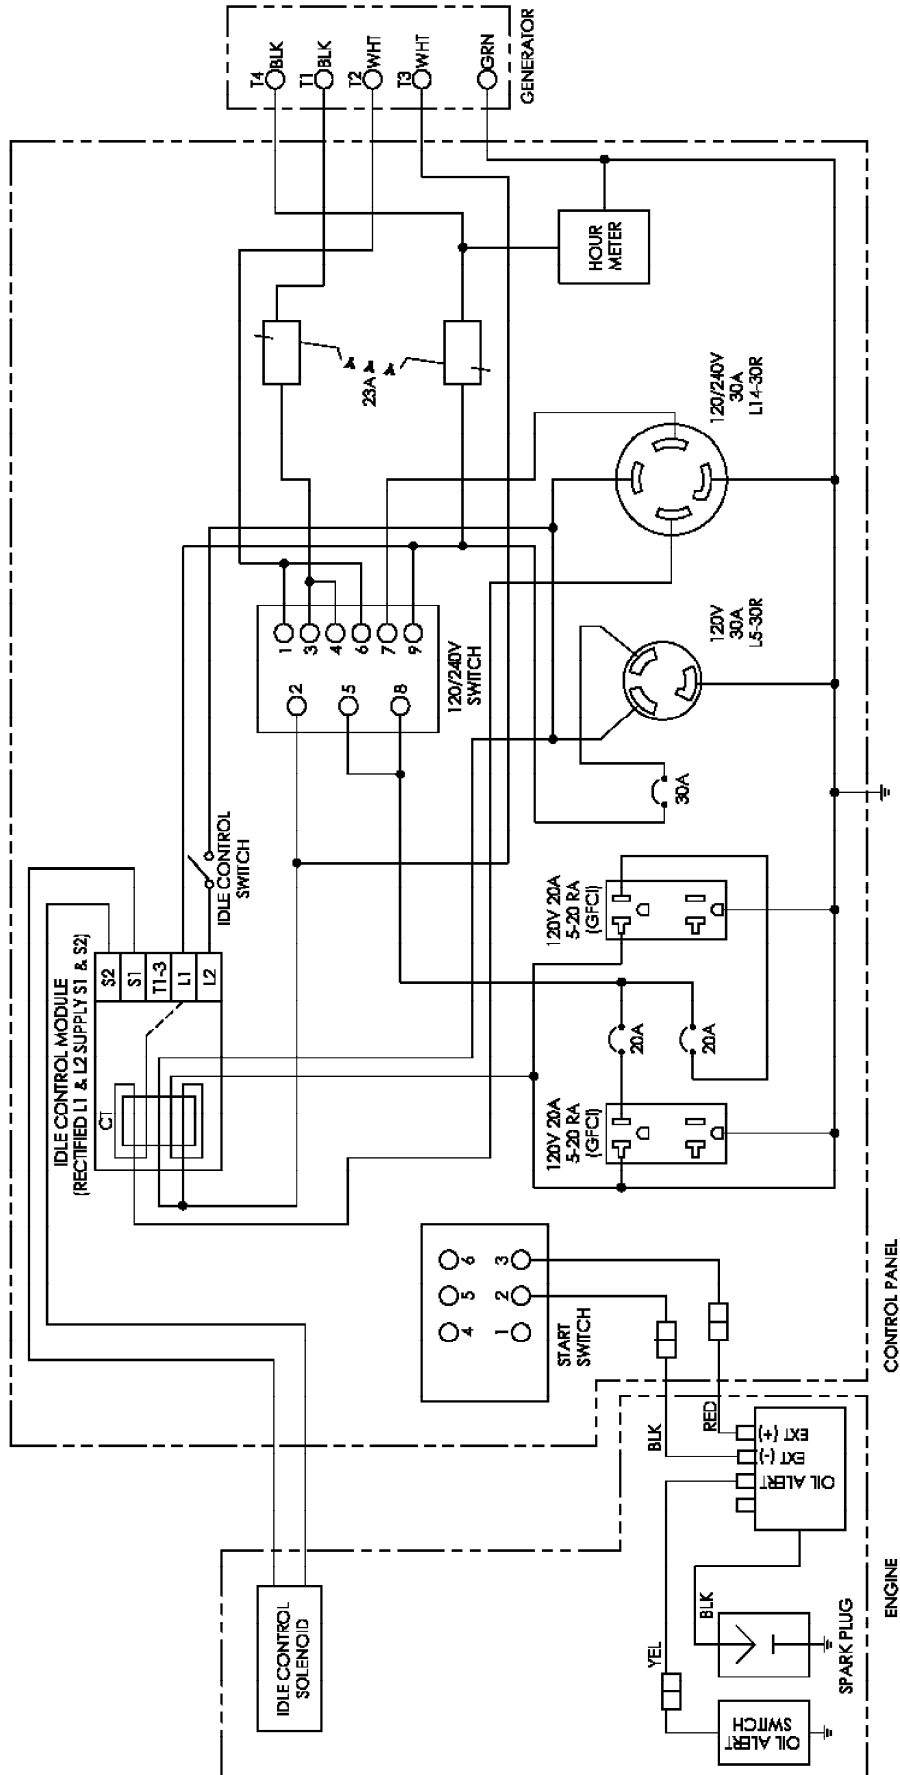 T4
BLK
T1
BLK
T2
WHT
T3
WHT
GRN
GENERATOR
HOUR
METER
23A
120/240V
30A
L14-30R
1
3
4
6
7
9
2
5
8
120/240V
SWITCH
120V
30A
L5-30R
30A
IDLE CONTROL
SWITCH
IDLE CONTROL MODULE
(RECTIFIED L1 & L2 SUPPLY S1 & S2)
S2
S1
T1-3
L1
L2
CT
120V 20A
5-20 RA
(GFCI)
20A
20A
120V 20A
5-20 RA
(GFCI)
6
5
4
3
2
1
START
SWITCH
CONTROL PANEL
BLK
RED
EXT (+)
EXT (-)
OIL ALERT
ENGINE
IDLE CONTROL
SOLENOID
YEL
BLK
SPARK PLUG
OIL ALERT
SWITCH